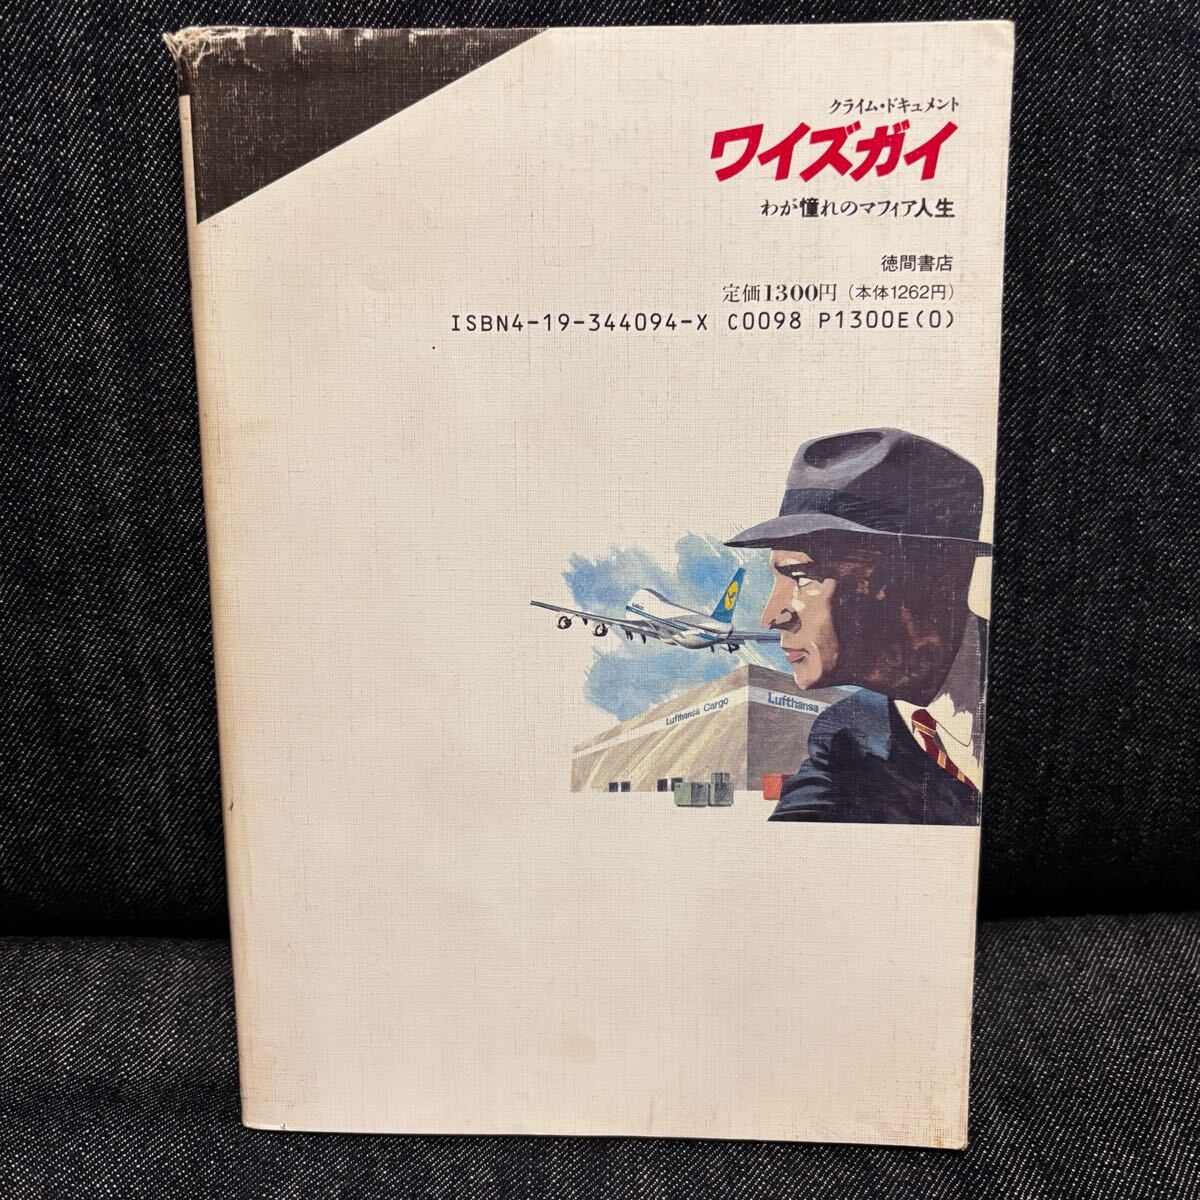 クライム・ドキュメント
ワイズガイ
わが憧れのマフィア人生
徳間書店
定価1300円（本体1262円）
ISBN4-19-344094-X C0098 P1300E(0)
Lufthansa Cargo
Lufthansa